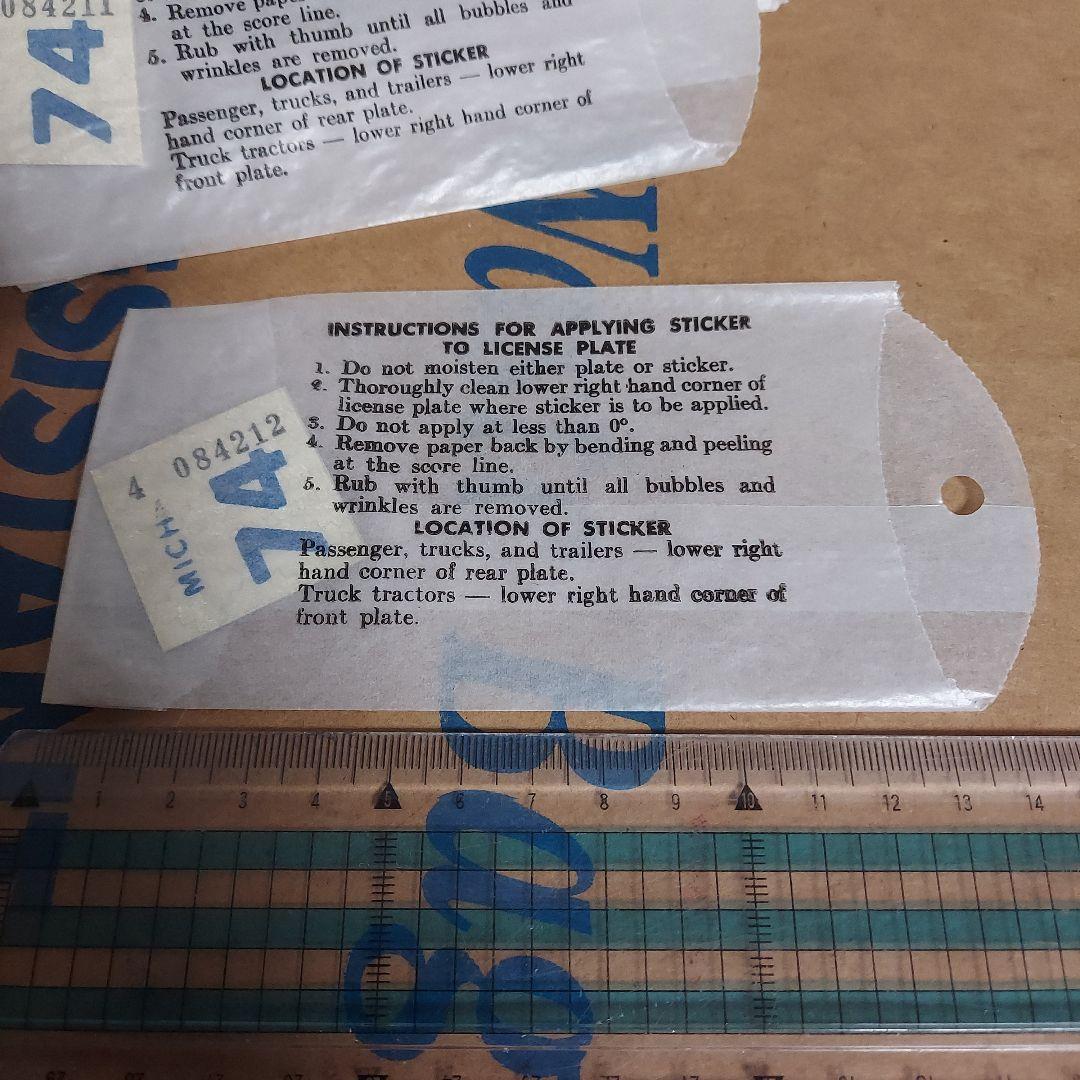 084211
4. Remove
at the score line.
5. Rub with thumb until all bubbles and
wrinkles are removed.
LOCATION OF STICKER
Passenger, trucks, and trailers — lower right
hand corner of rear plate.
Truck tractors — lower right hand corner of
front plate.
74
INSTRUCTIONS FOR APPLYING STICKER
TO LICENSE PLATE
1. Do not moisten either plate or sticker.
2. Thoroughly clean lower right hand corner of
license plate where sticker is to be applied.
3. Do not apply at less than 0°.
4. Remove paper back by bending and peeling
at the score line.
5. Rub with thumb until all bubbles and
wrinkles are removed.
LOCATION OF STICKER
Passenger, trucks, and trailers — lower right
hand corner of rear plate.
Truck tractors — lower right hand corner of
front plate.
4 084212
MICH
74
Bags
1 2 3 4 5 6 7 8 9 10 11 12 13 14